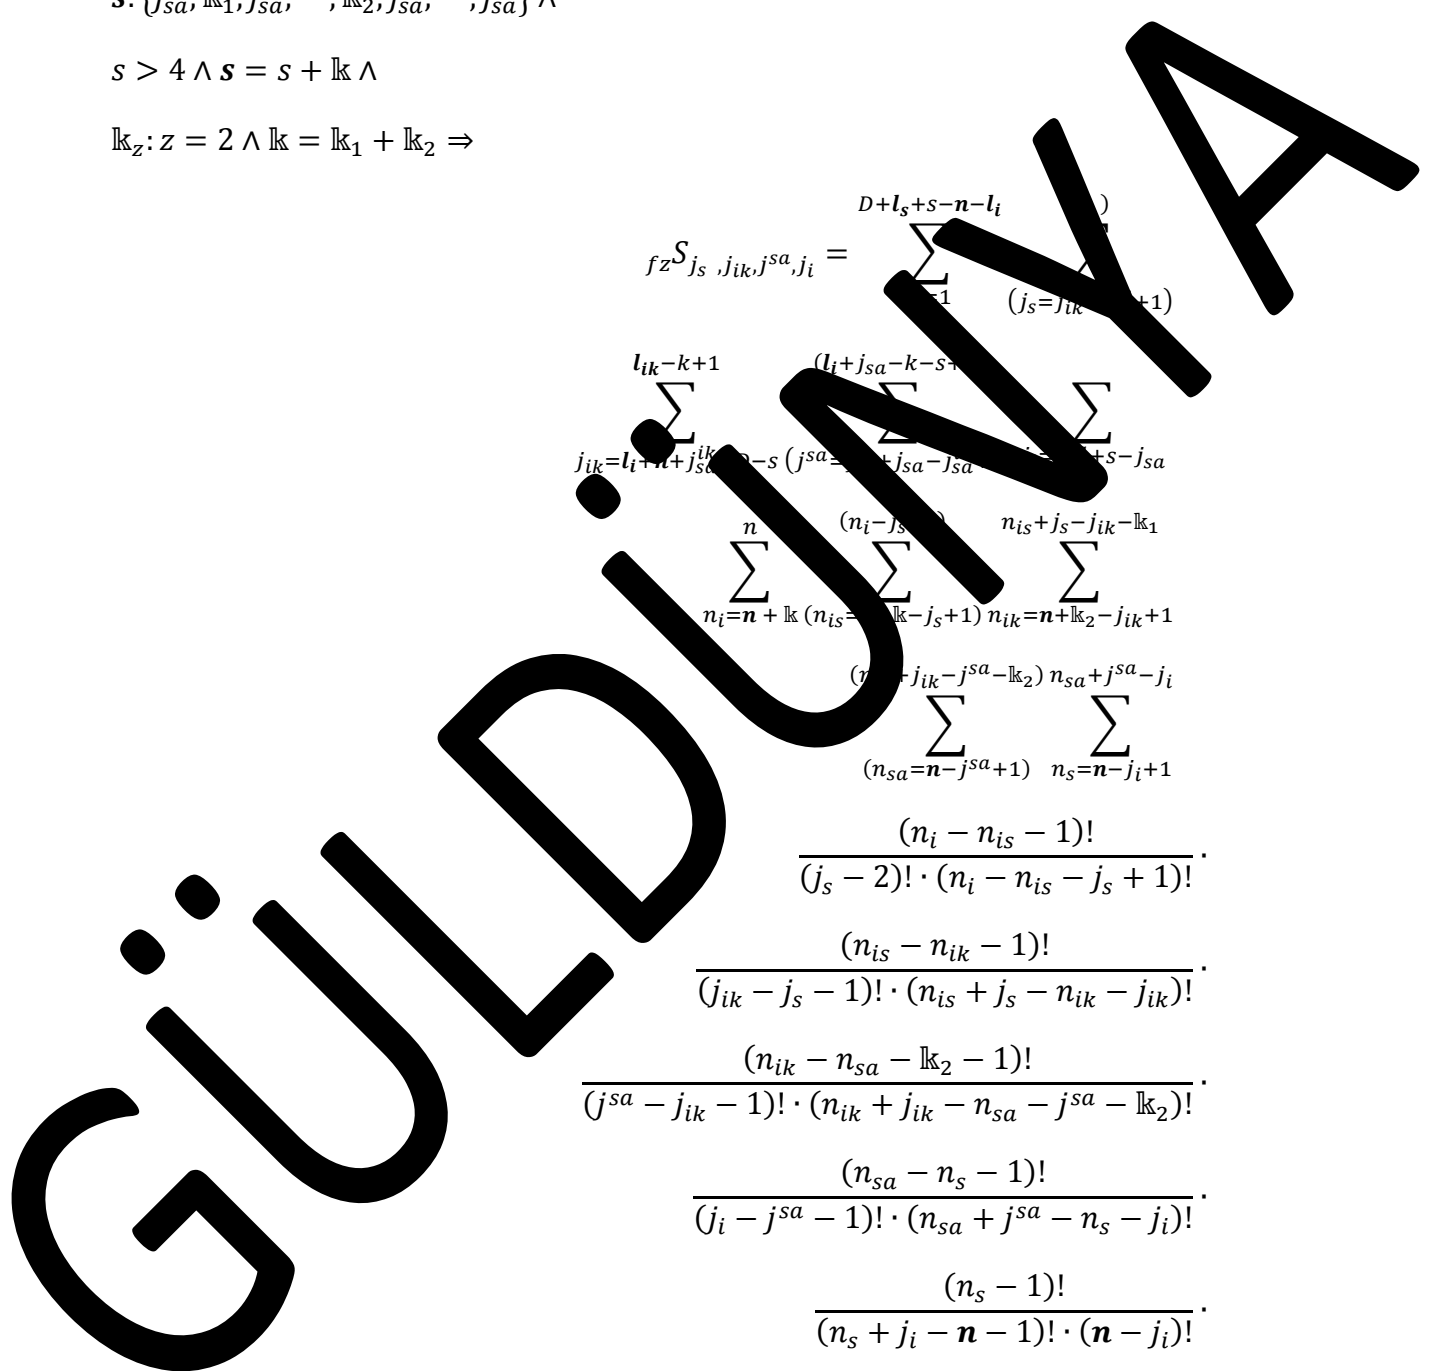 s > 4 ∧ 𝒔 = s + 𝕜 ∧
𝕜_z: z = 2 ∧ 𝕜 = 𝕜_1 + 𝕜_2 ⇒
D+𝒍_𝒔+s−𝒏−𝒍_𝒊 )
_{fz}S_{j_s ,j_{ik},j^{sa},j_i} = ∑
(j_s=j_{ik} +1)
𝒍_{𝒊𝒌}−k+1 (𝒍_𝒊+j_{sa}−k−s+
∑ ∑ ∑
j_{ik}=𝒍_𝒊+𝒏+j_{sa}^{ik} D−s (j^{sa}= +j_{sa}−j_{sa} +s−j_{sa}
n (n_i−j_s ) n_{is}+j_s−j_{ik}−𝕜_1
∑ ∑ ∑
n_i=𝒏 + 𝕜 (n_{is}= 𝕜−j_s+1) n_{ik}=𝒏+𝕜_2−j_{ik}+1
+j_{ik}−j^{sa}−𝕜_2) n_{sa}+j^{sa}−j_i
∑ ∑
(n_{sa}=𝒏−j^{sa}+1) n_s=𝒏−j_i+1
(n_i − n_{is} − 1)!
(j_s − 2)! · (n_i − n_{is} − j_s + 1)! ·
(n_{is} − n_{ik} − 1)!
(j_{ik} − j_s − 1)! · (n_{is} + j_s − n_{ik} − j_{ik})! ·
(n_{ik} − n_{sa} − 𝕜_2 − 1)!
(j^{sa} − j_{ik} − 1)! · (n_{ik} + j_{ik} − n_{sa} − j^{sa} − 𝕜_2)! ·
(n_{sa} − n_s − 1)!
(j_i − j^{sa} − 1)! · (n_{sa} + j^{sa} − n_s − j_i)! ·
(n_s − 1)!
(n_s + j_i − 𝒏 − 1)! · (𝒏 − j_i)! ·
GÜLDÜNYA